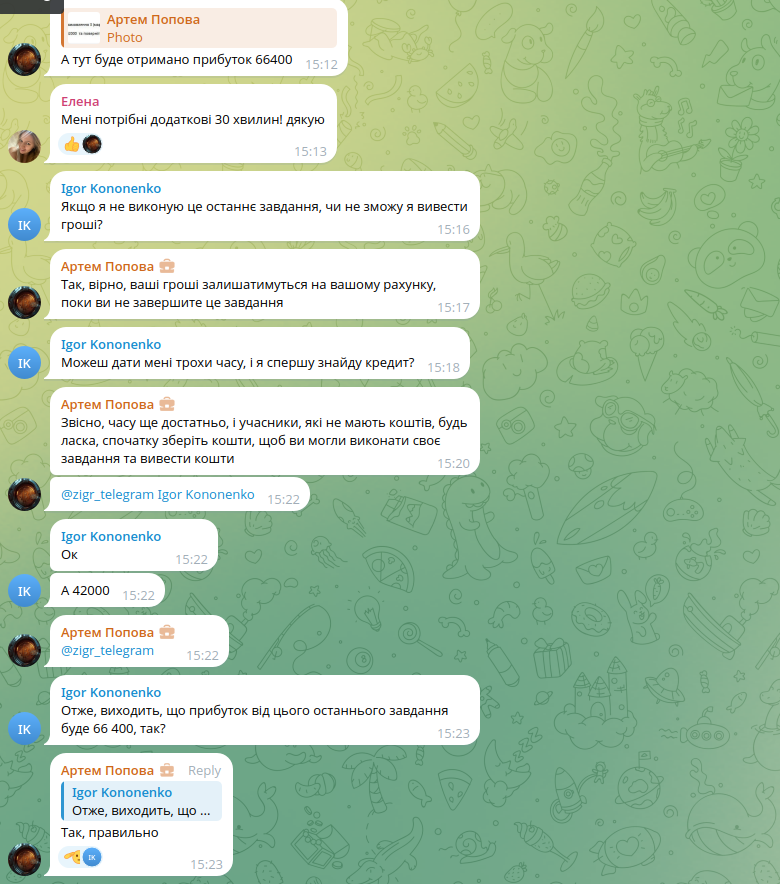 Артем Попова
Photo
А тут буде отримано прибуток 66400
15:12
Елена
Мені потрібні додаткові 30 хвилин! дякую
15:13
Igor Kononenko
Якщо я не виконую це останнє завдання, чи не зможу я вивести
гроші?
15:16
IK
Артем Попова
Так, вірно, ваші гроші залишатимуться на вашому рахунку,
поки ви не завершите це завдання
15:17
Igor Kononenko
Можеш дати мені трохи часу, і я спершу знайду кредит?
15:18
IK
Артем Попова
Звісно, часу ще достатньо, і учасники, які не мають коштів, будь
ласка, спочатку зберіть кошти, щоб ви могли виконати своє
завдання та вивести кошти
15:20
@zigr_telegram Igor Kononenko
15:22
Igor Kononenko
Ок
15:22
А 42000
15:22
IK
Артем Попова
@zigr_telegram
15:22
Igor Kononenko
Отже, виходить, що прибуток від цього останнього завдання
буде 66 400, так?
15:23
IK
Артем Попова Reply
Igor Kononenko
Отже, виходить, що ...
Так, правильно
IK
15:23